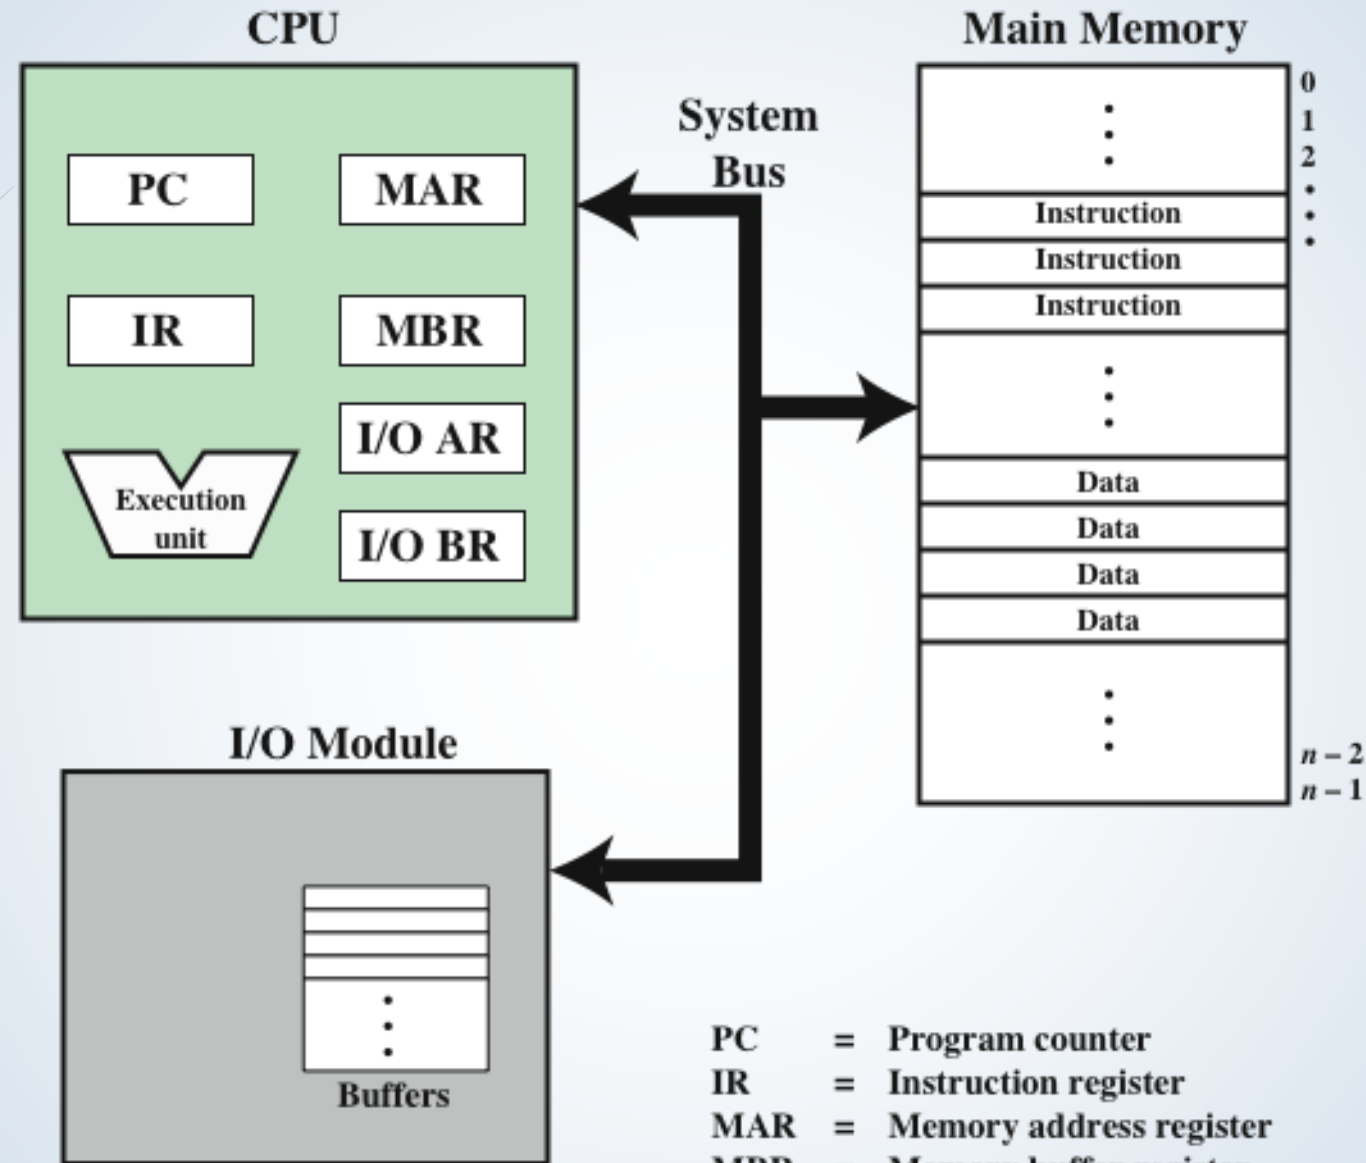 CPU
PC
MAR
IR
MBR
I/O AR
I/O BR
Execution
unit
System
Bus
Main Memory
0
1
2
Instruction
Instruction
Instruction
Data
Data
Data
Data
n – 2
n – 1
I/O Module
Buffers
PC = Program counter
IR = Instruction register
MAR = Memory address register